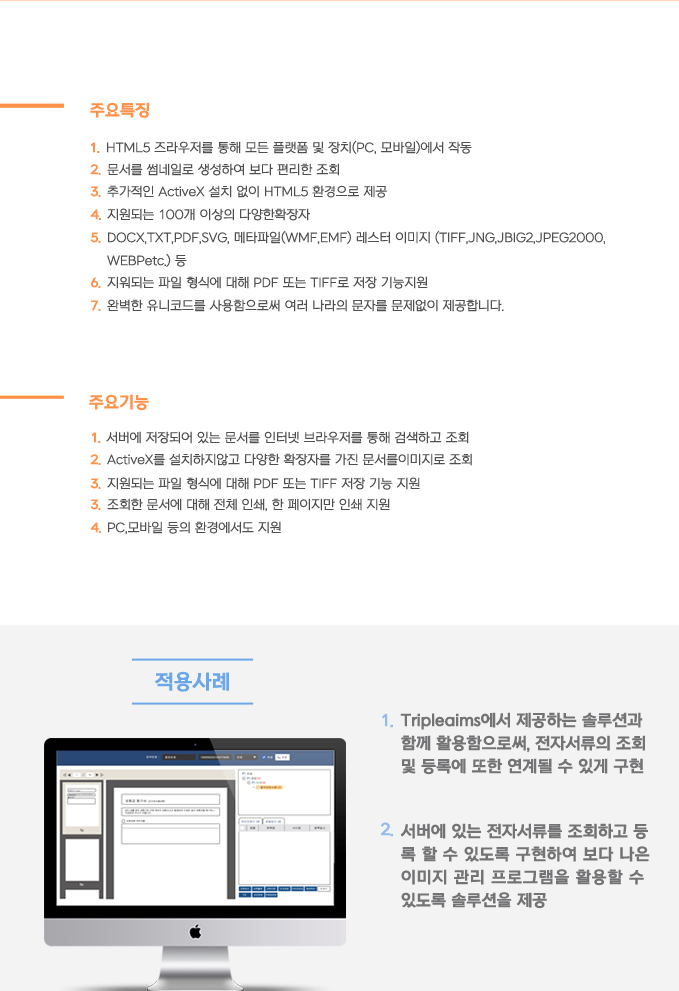 주요특징
1. HTML5 즈라우저를 통해 모든 플랫폼 및 장치(PC, 모바일)에서 작동
2. 문서를 썸네일로 생성하여 보다 편리한 조회
3. 추가적인 ActiveX 설치 없이 HTML5 환경으로 제공
4. 지원되는 100개 이상의 다양한확장자
5. DOCX,TXT,PDF,SVG, 메타파일(WMF,EMF) 레스터 이미지 (TIFF,JNG,JBIG2,JPEG2000,
WEBPetc.) 등
6. 지워되는 파일 형식에 대해 PDF 또는 TIFF로 저장 기능지원
7. 완벽한 유니코드를 사용함으로써 여러 나라의 문자를 문제없이 제공합니다.
주요기능
1. 서버에 저장되어 있는 문서를 인터넷 브라우저를 통해 검색하고 조회
2. ActiveX를 설치하지않고 다양한 확장자를 가진 문서를이미지로 조회
3. 지원되는 파일 형식에 대해 PDF 또는 TIFF 저장 기능 지원
3. 조회한 문서에 대해 전체 인쇄, 한 페이지만 인쇄 지원
4. PC,모바일 등의 환경에서도 지원
적용사례
1. Tripleaims에서 제공하는 솔루션과
함께 활용함으로써, 전자서류의 조회
및 등록에 또한 연계될 수 있게 구현
2. 서버에 있는 전자서류를 조회하고 등
록 할 수 있도록 구현하여 보다 나은
이미지 관리 프로그램을 활용할 수
있도록 솔루션을 제공